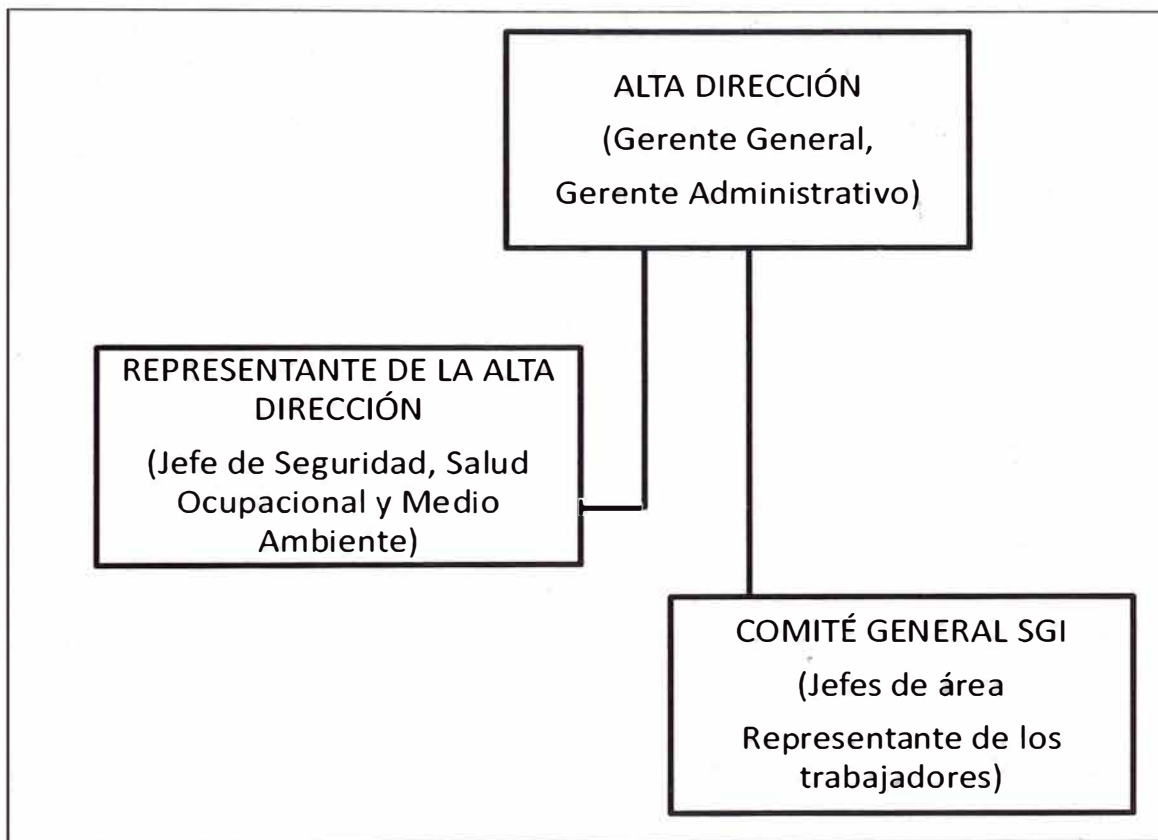 ALTA DIRECCIÓN
(Gerente General,
Gerente Administrativo)
REPRESENTANTE DE LA ALTA
DIRECCIÓN
(Jefe de Seguridad, Salud
Ocupacional y Medio
Ambiente)
COMITÉ GENERAL SGI
(Jefes de área
Representante de los
trabajadores)